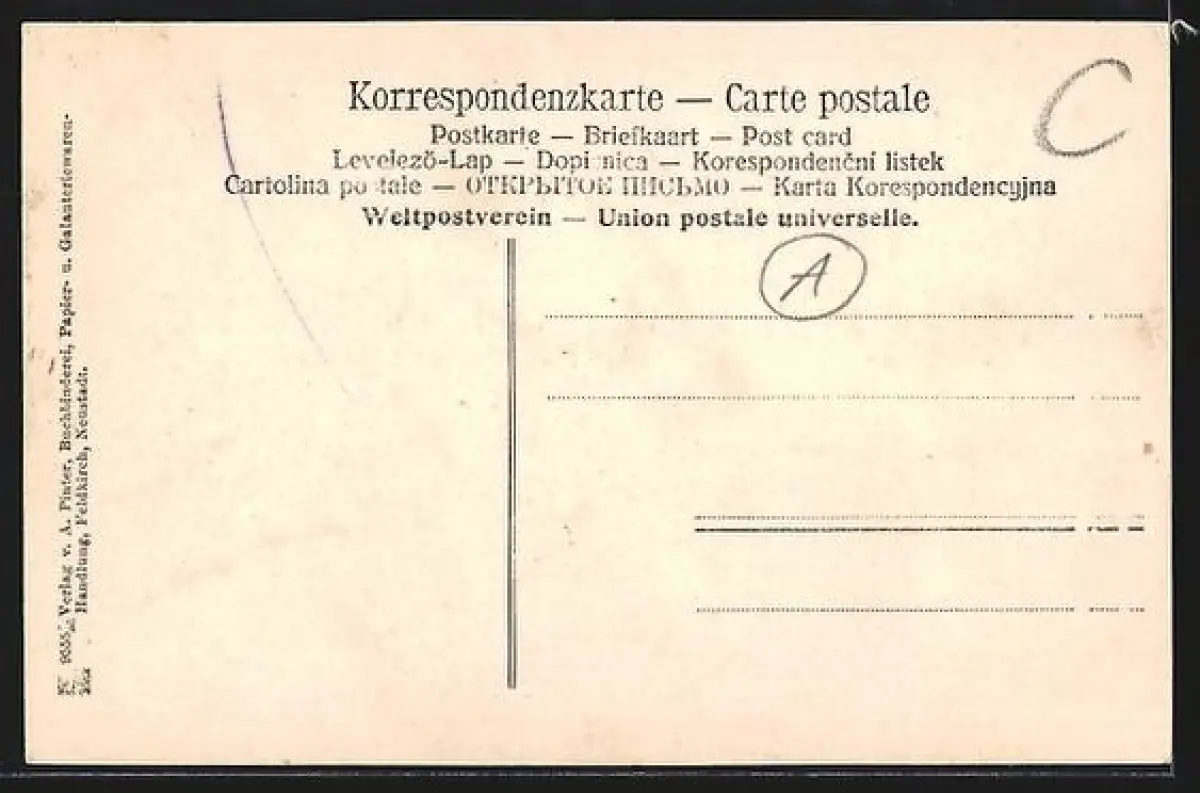 Korrespondenzkarte — Carte postale
Postkarte — Briefkaart — Post card
Levelező-Lap — Dopisnica — Korespondenční listek
Cartolina postale — ОТКРЫТОЕ ПИСЬМО — Karta Korespondencyjna
Weltpostverein — Union postale universelle.
C
A
Verlag v. A. Pinter, Buchbinderei, Papier- u. Galanteriewaren-
Handlung, Feldkirch, Neustadt.